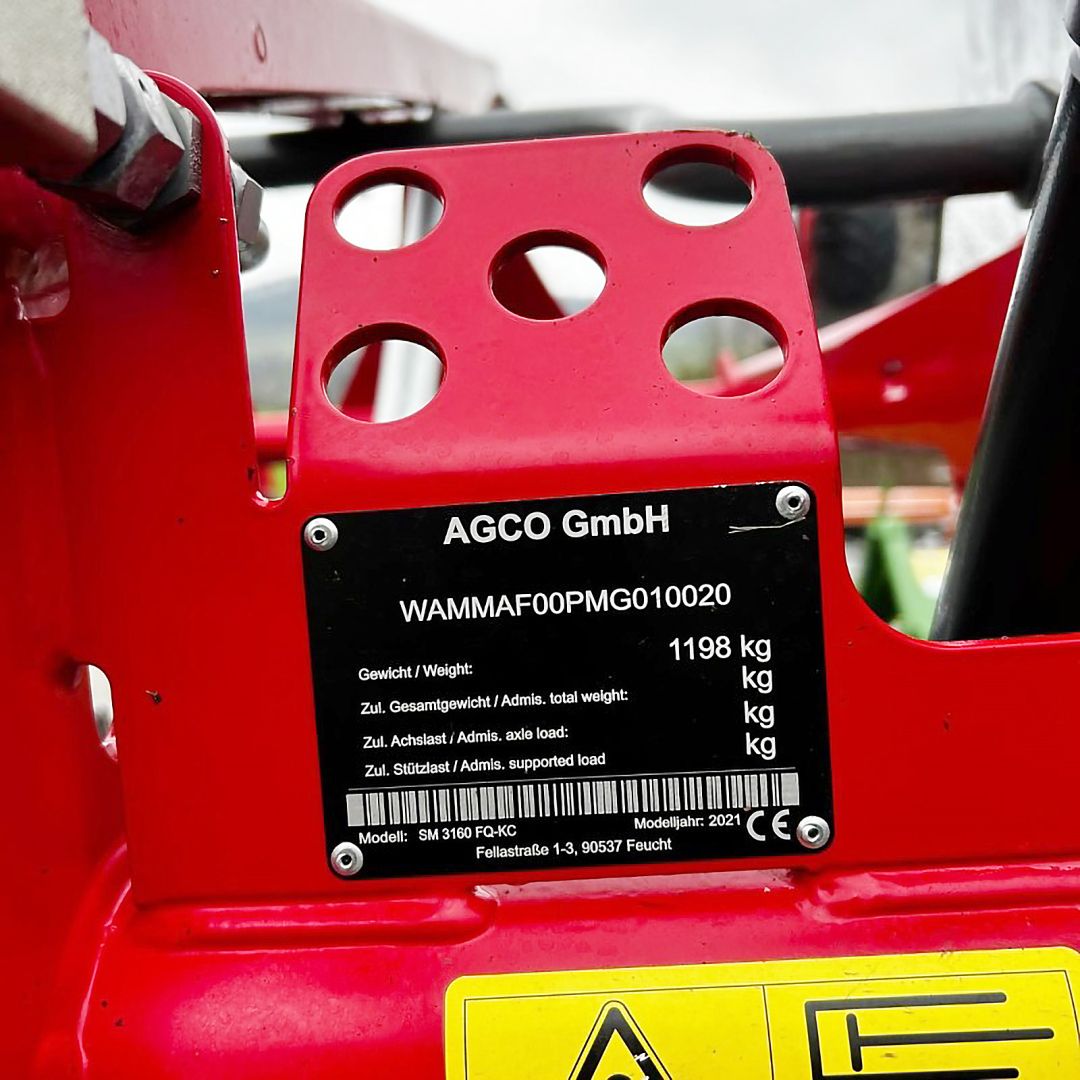 AGCO GmbH
WAMMAF00PMG010020
Gewicht / Weight: 1198 kg
Zul. Gesamtgewicht / Admis. total weight: kg
Zul. Achslast / Admis. axle load: kg
Zul. Stützlast / Admis. supported load kg
Modell: SM 3160 FQ-KC Modelljahr: 2021 CE
Fellastraße 1-3, 90537 Feucht